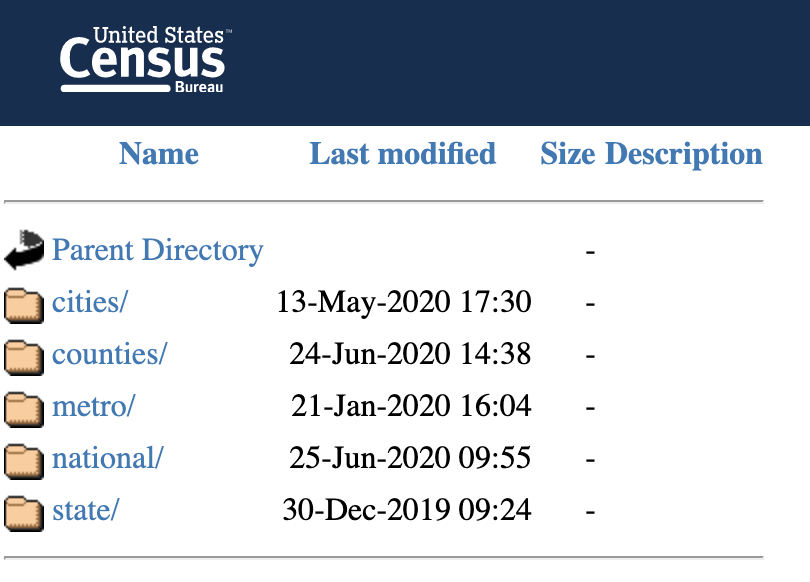 United States™
Census
Bureau
Name Last modified Size Description
Parent Directory -
cities/ 13-May-2020 17:30 -
counties/ 24-Jun-2020 14:38 -
metro/ 21-Jan-2020 16:04 -
national/ 25-Jun-2020 09:55 -
state/ 30-Dec-2019 09:24 -